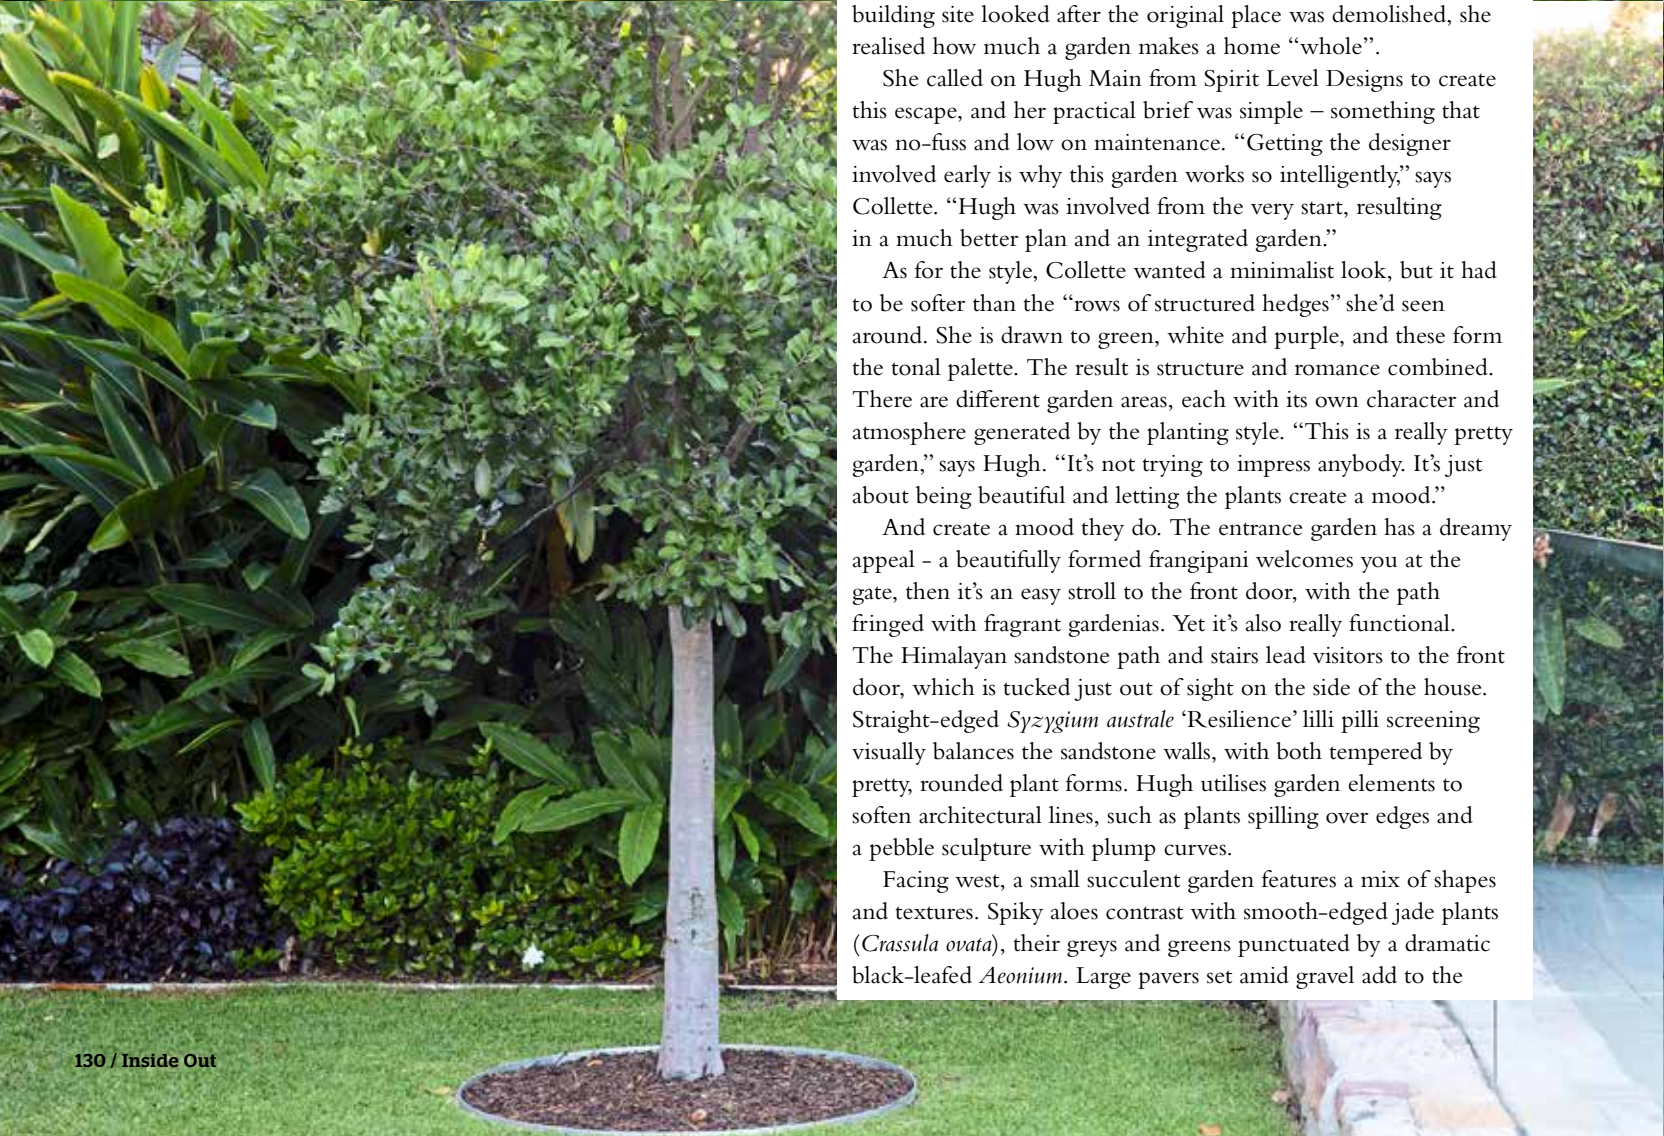 building site looked after the original place was demolished, she
realised how much a garden makes a home “whole”.
She called on Hugh Main from Spirit Level Designs to create
this escape, and her practical brief was simple – something that
was no-fuss and low on maintenance. “Getting the designer
involved early is why this garden works so intelligently,” says
Collette. “Hugh was involved from the very start, resulting
in a much better plan and an integrated garden.”
As for the style, Collette wanted a minimalist look, but it had
to be softer than the “rows of structured hedges” she’d seen
around. She is drawn to green, white and purple, and these form
the tonal palette. The result is structure and romance combined.
There are different garden areas, each with its own character and
atmosphere generated by the planting style. “This is a really pretty
garden,” says Hugh. “It’s not trying to impress anybody. It’s just
about being beautiful and letting the plants create a mood.”
And create a mood they do. The entrance garden has a dreamy
appeal - a beautifully formed frangipani welcomes you at the
gate, then it’s an easy stroll to the front door, with the path
fringed with fragrant gardenias. Yet it’s also really functional.
The Himalayan sandstone path and stairs lead visitors to the front
door, which is tucked just out of sight on the side of the house.
Straight-edged Syzygium australe ‘Resilience’ lilli pilli screening
visually balances the sandstone walls, with both tempered by
pretty, rounded plant forms. Hugh utilises garden elements to
soften architectural lines, such as plants spilling over edges and
a pebble sculpture with plump curves.
Facing west, a small succulent garden features a mix of shapes
and textures. Spiky aloes contrast with smooth-edged jade plants
(Crassula ovata), their greys and greens punctuated by a dramatic
black-leafed Aeonium. Large pavers set amid gravel add to the
130 / Inside Out